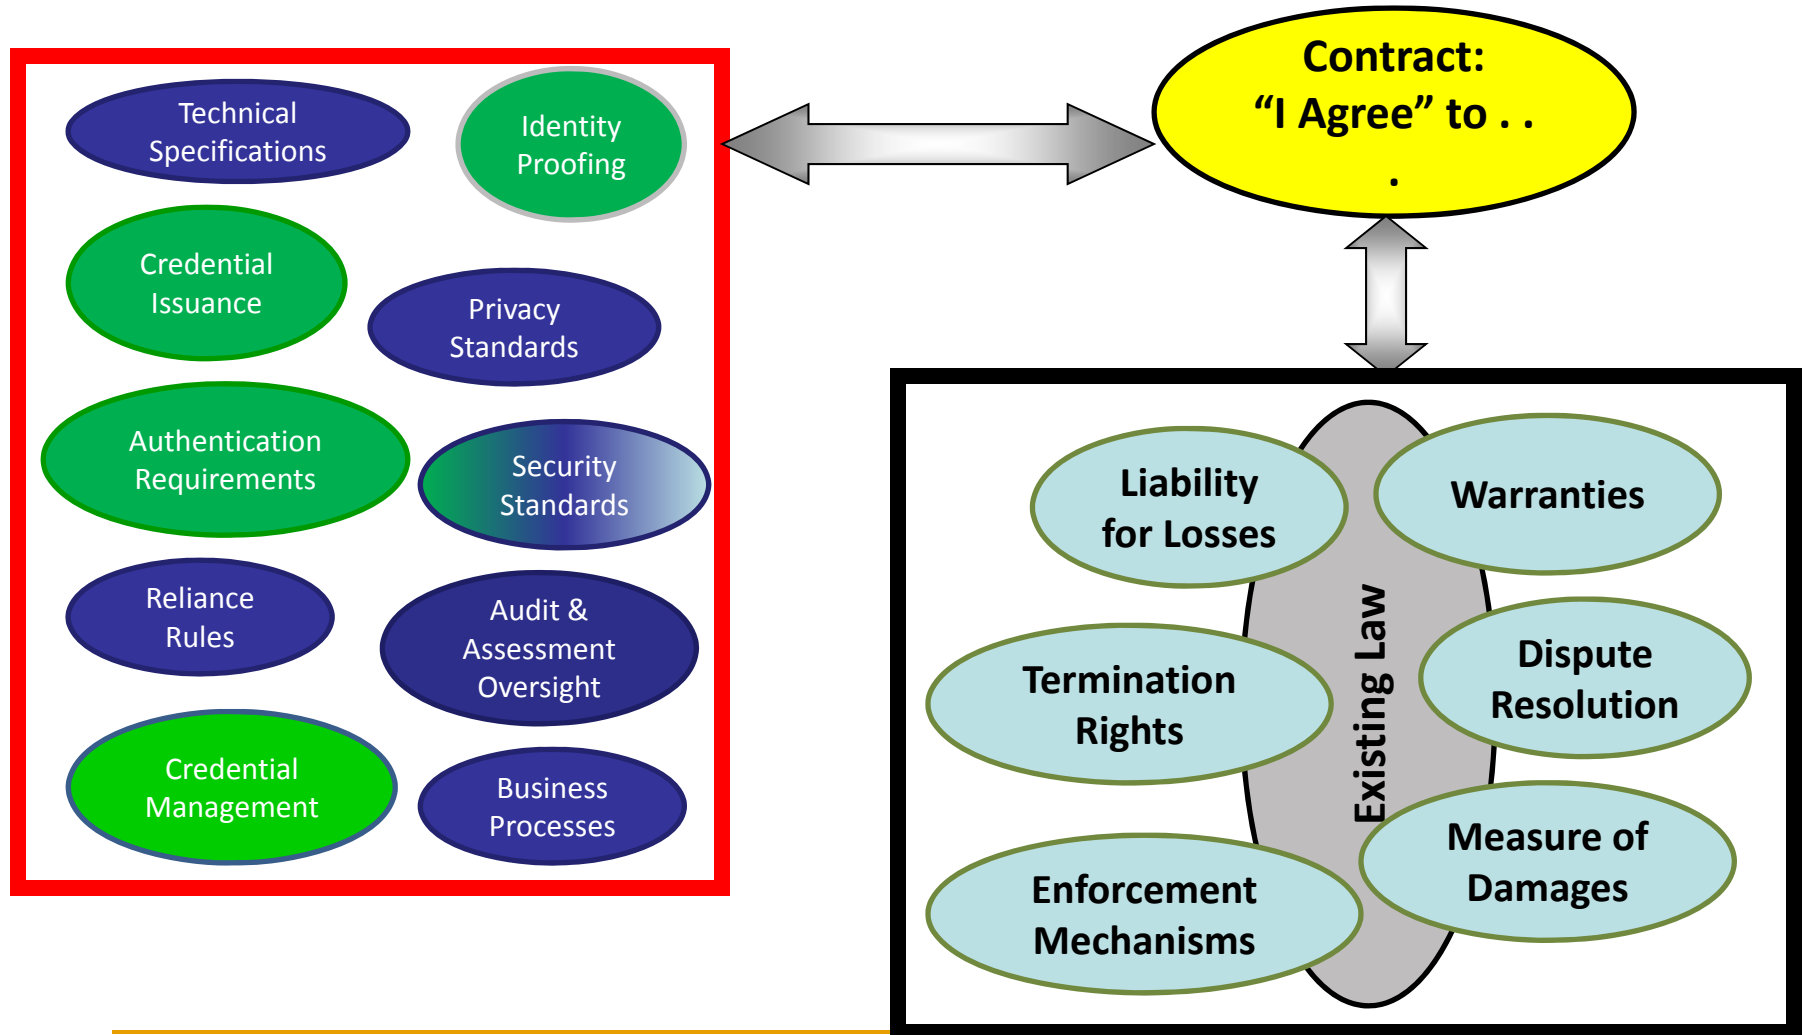 Technical
Specifications
Identity
Proofing
Credential
Issuance
Privacy
Standards
Authentication
Requirements
Security
Standards
Reliance
Rules
Audit &
Assessment
Oversight
Credential
Management
Business
Processes
Contract:
“I Agree” to . .
.
Existing Law
Liability
for Losses
Warranties
Termination
Rights
Dispute
Resolution
Enforcement
Mechanisms
Measure of
Damages